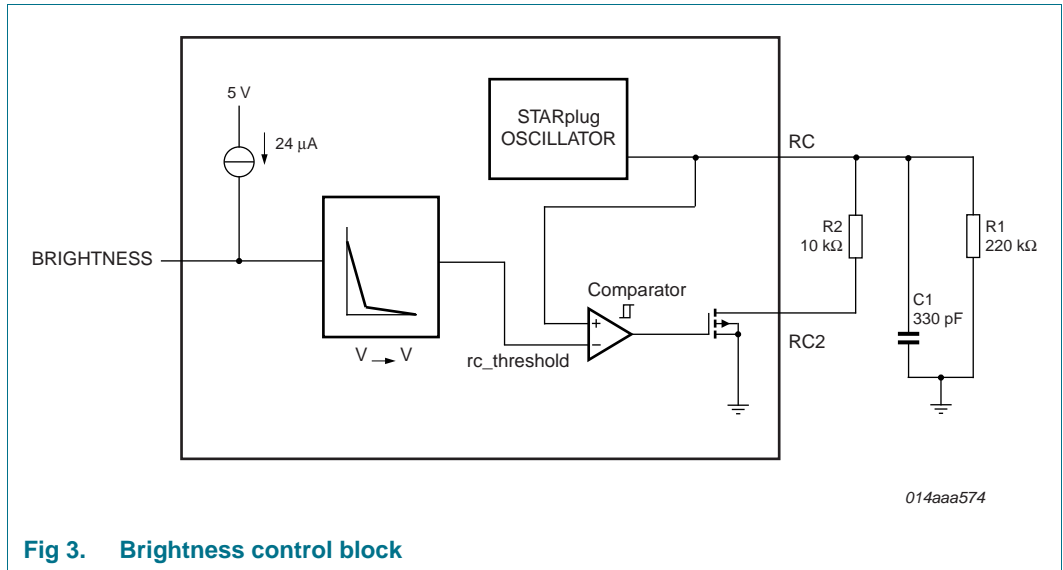 5 V
24 μA
STARplug
OSCILLATOR
RC
BRIGHTNESS
R2
10 kΩ
R1
220 kΩ
C1
330 pF
Comparator
+
−
RC2
V → V
rc_threshold
014aaa574
Fig 3. Brightness control block